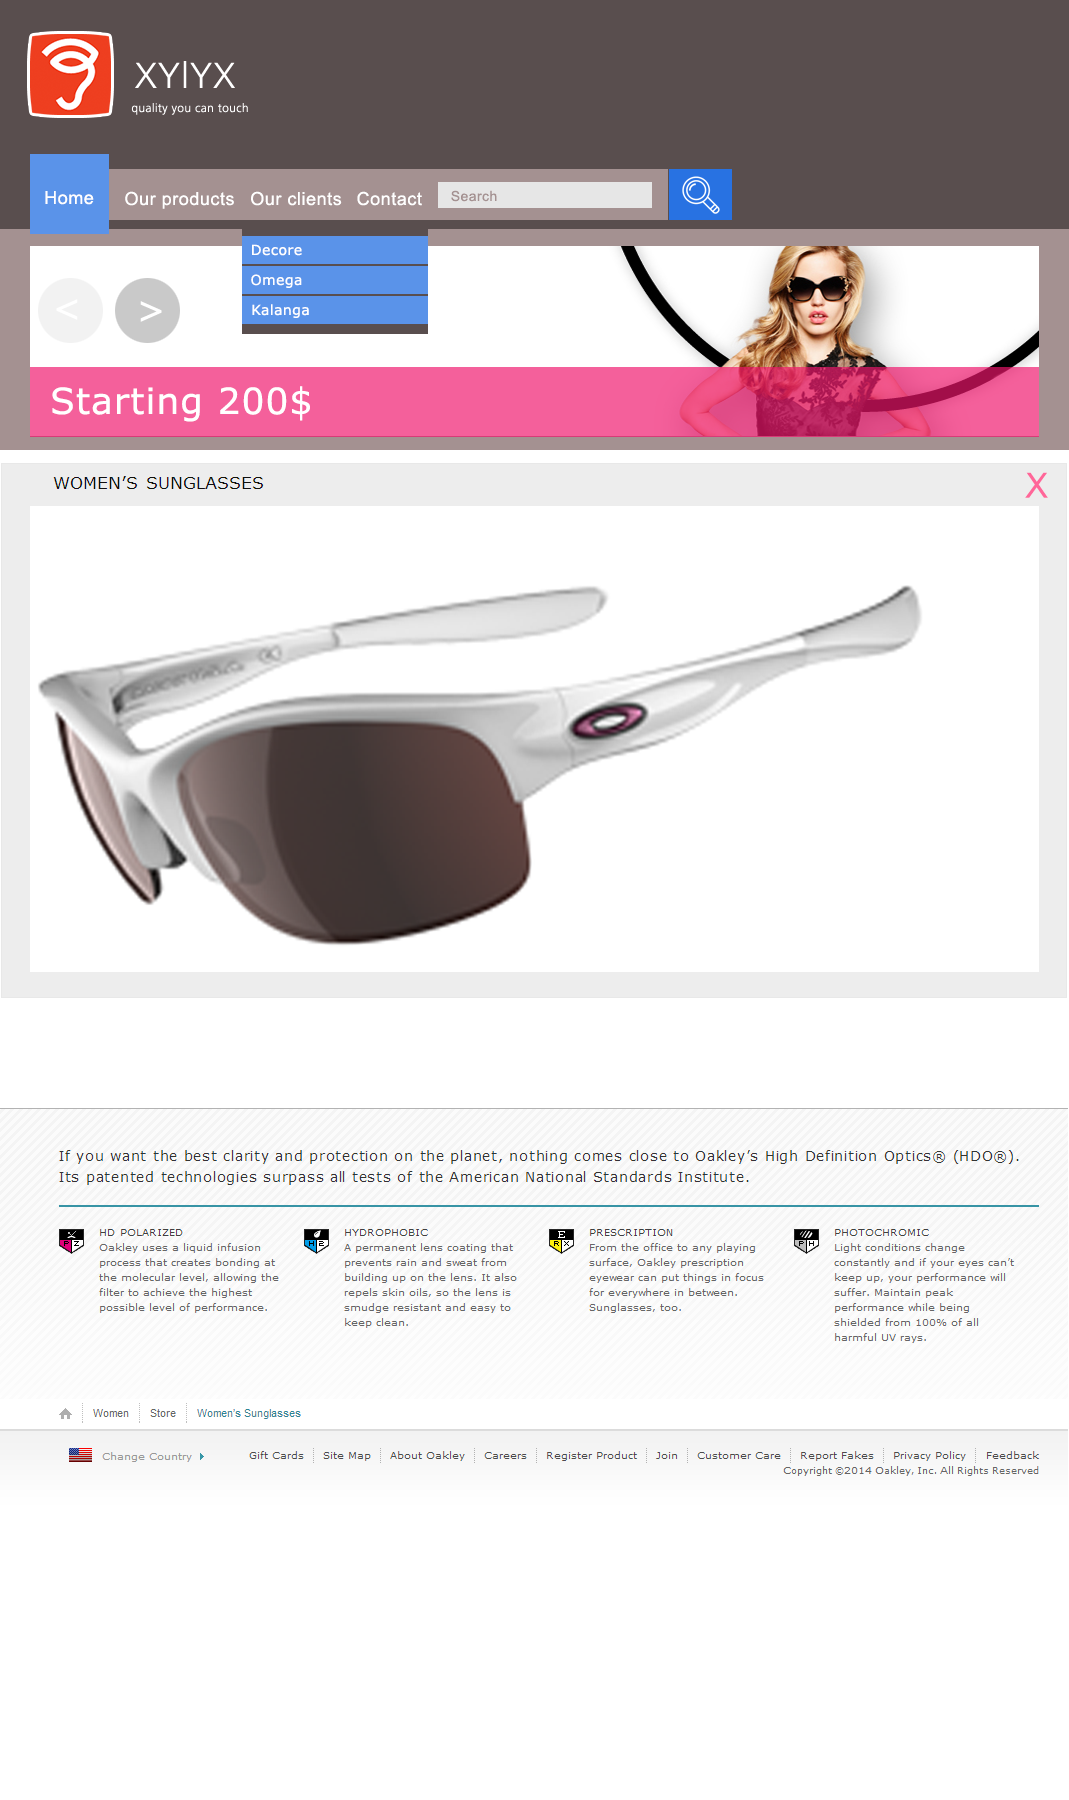 XYIYX
quality you can touch
Home
Our products
Our clients
Contact
Search
Decore
Omega
Kalanga
<
>
Starting 200$
WOMEN’S SUNGLASSES
X
If you want the best clarity and protection on the planet, nothing comes close to Oakley’s High Definition Optics® (HDO®).
Its patented technologies surpass all tests of the American National Standards Institute.
PZ
HD POLARIZED
Oakley uses a liquid infusion
process that creates bonding at
the molecular level, allowing the
filter to achieve the highest
possible level of performance.
H2
HYDROPHOBIC
A permanent lens coating that
prevents rain and sweat from
building up on the lens. It also
repels skin oils, so the lens is
smudge resistant and easy to
keep clean.
E
RX
PRESCRIPTION
From the office to any playing
surface, Oakley prescription
eyewear can put things in focus
for everywhere in between.
Sunglasses, too.
PH
PHOTOCHROMIC
Light conditions change
constantly and if your eyes can’t
keep up, your performance will
suffer. Maintain peak
performance while being
shielded from 100% of all
harmful UV rays.
Women
Store
Women's Sunglasses
Change Country
Gift Cards
Site Map
About Oakley
Careers
Register Product
Join
Customer Care
Report Fakes
Privacy Policy
Feedback
Copyright ©2014 Oakley, Inc. All Rights Reserved